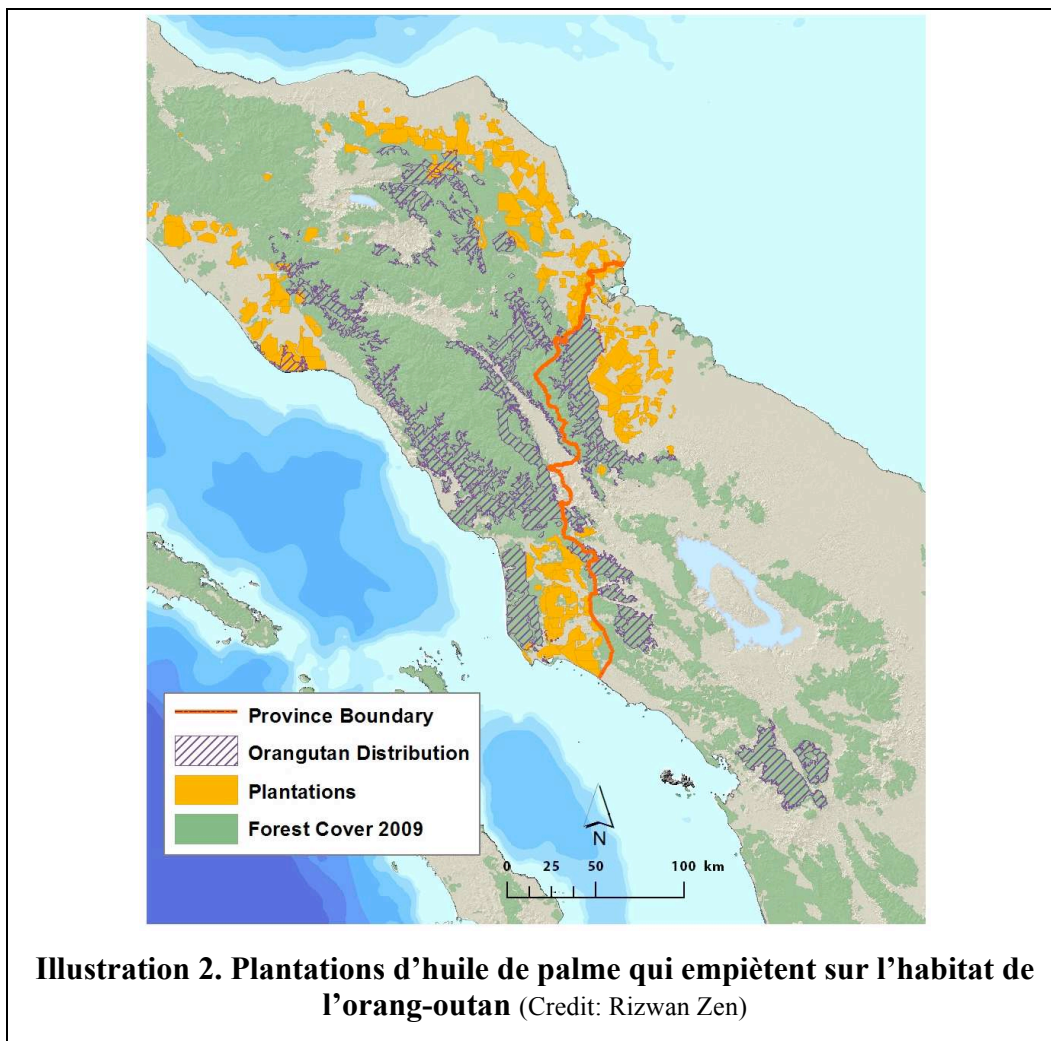 Province Boundary
Orangutan Distribution
Plantations
Forest Cover 2009
N
0 25 50 100 km
Illustration 2. Plantations d’huile de palme qui empiètent sur l’habitat de
l’orang-outan (Credit: Rizwan Zen)